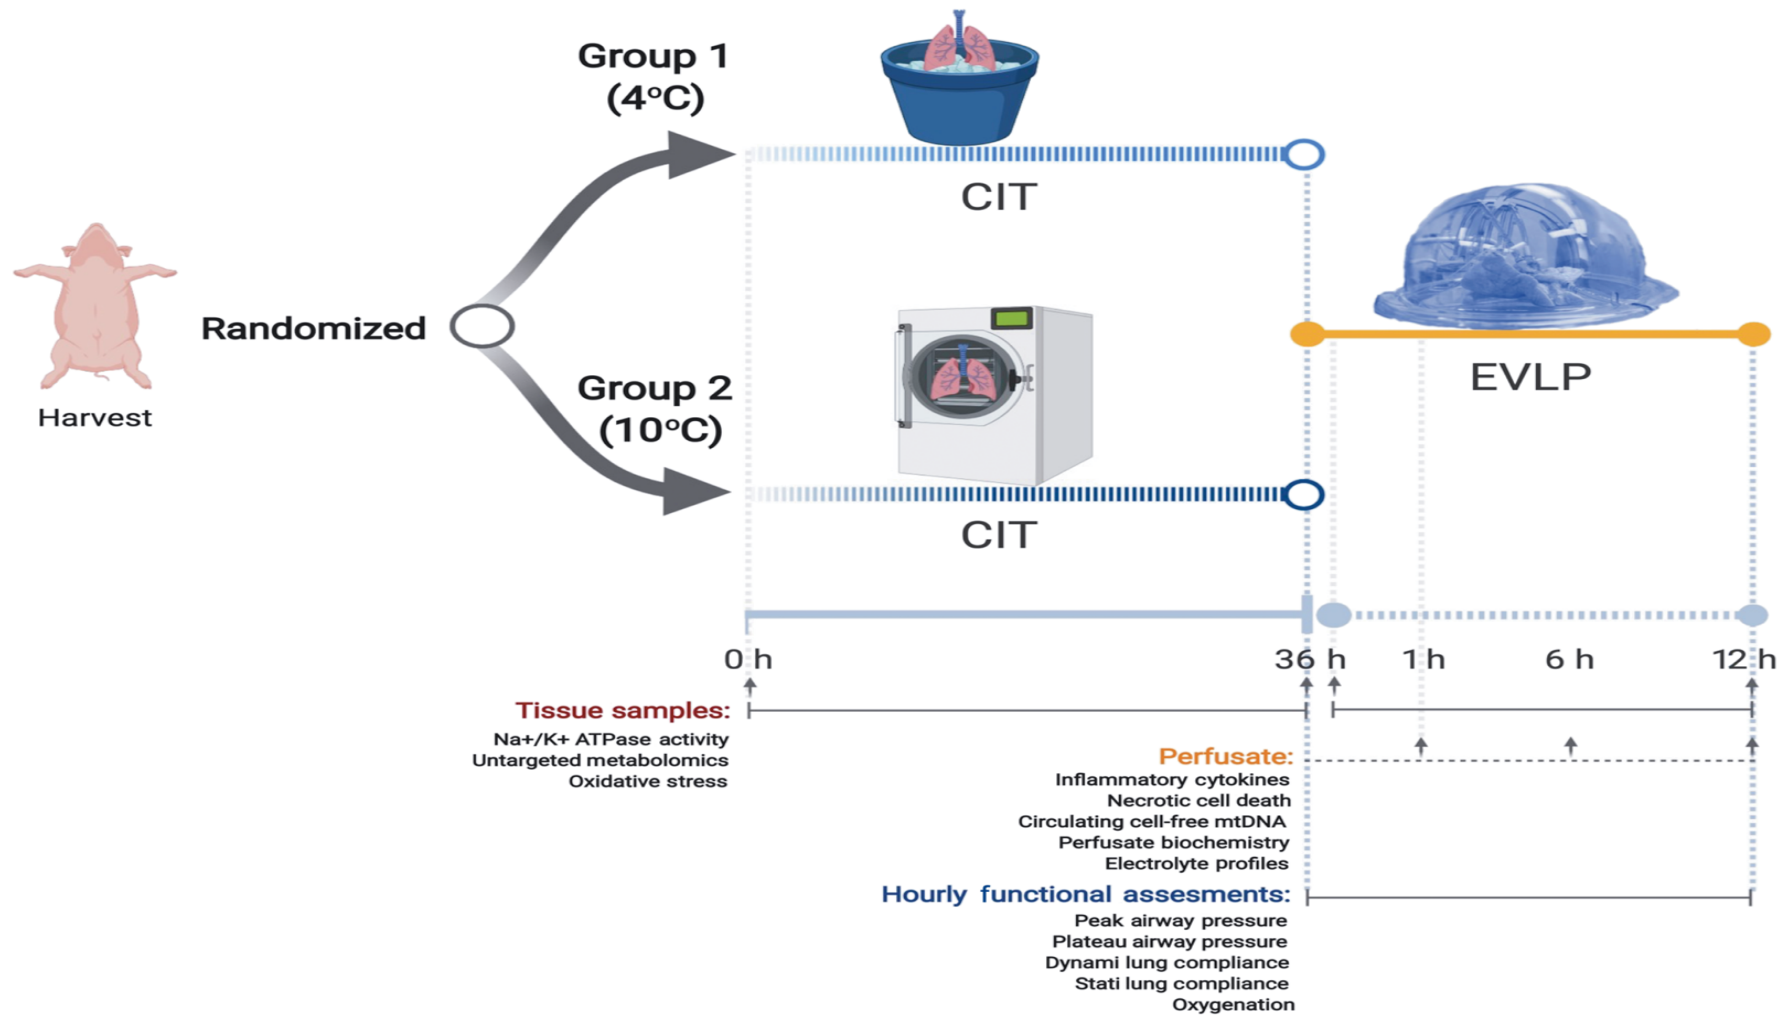 Group 1
(4°C)
CIT
Randomized
Harvest
Group 2
(10°C)
CIT
EVLP
0 h
36 h
1 h
6 h
12 h
Tissue samples:
Na+/K+ ATPase activity
Untargeted metabolomics
Oxidative stress
Perfusate:
Inflammatory cytokines
Necrotic cell death
Circulating cell-free mtDNA
Perfusate biochemistry
Electrolyte profiles
Hourly functional assesments:
Peak airway pressure
Plateau airway pressure
Dynami lung compliance
Stati lung compliance
Oxygenation